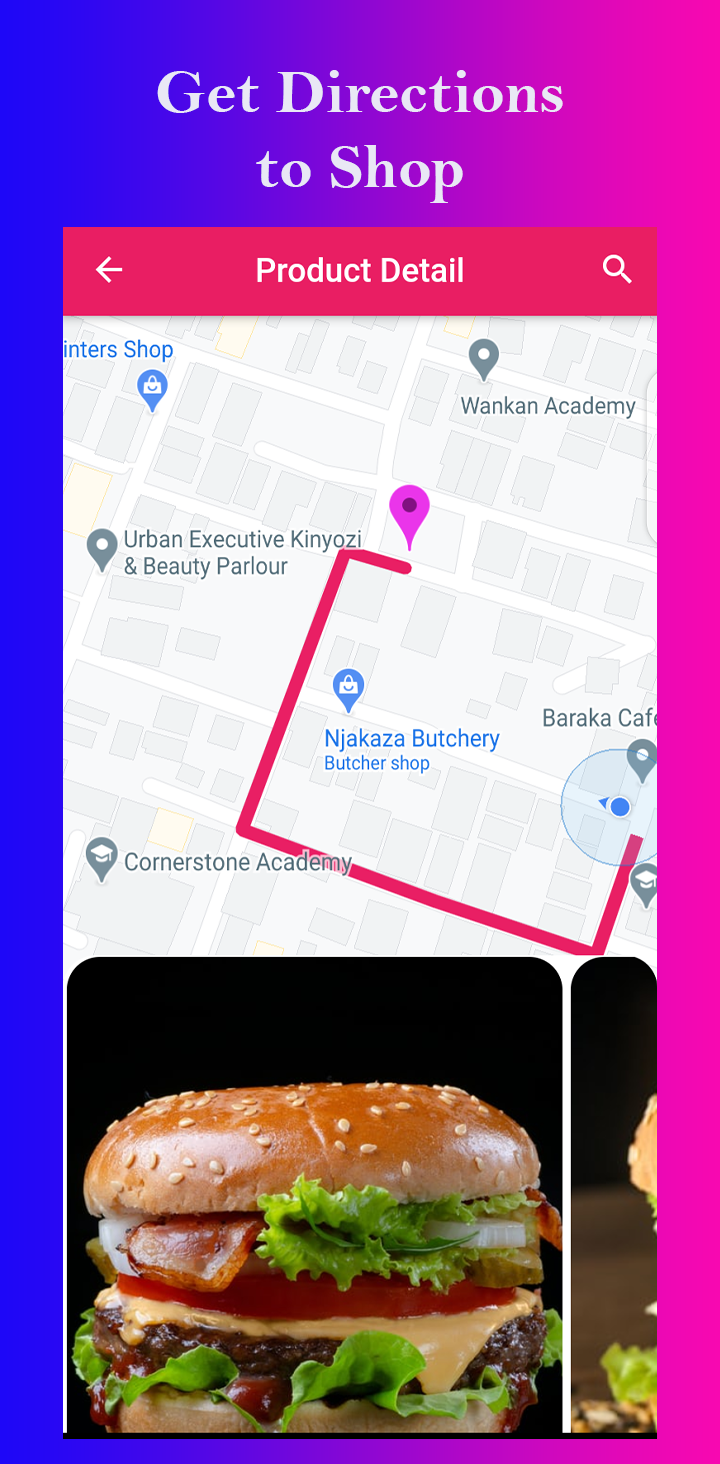 Get Directions
to Shop
Product Detail
inters Shop
Wankan Academy
Urban Executive Kinyozi
& Beauty Parlour
Njakaza Butchery
Butcher shop
Baraka Cafe
Cornerstone Academy